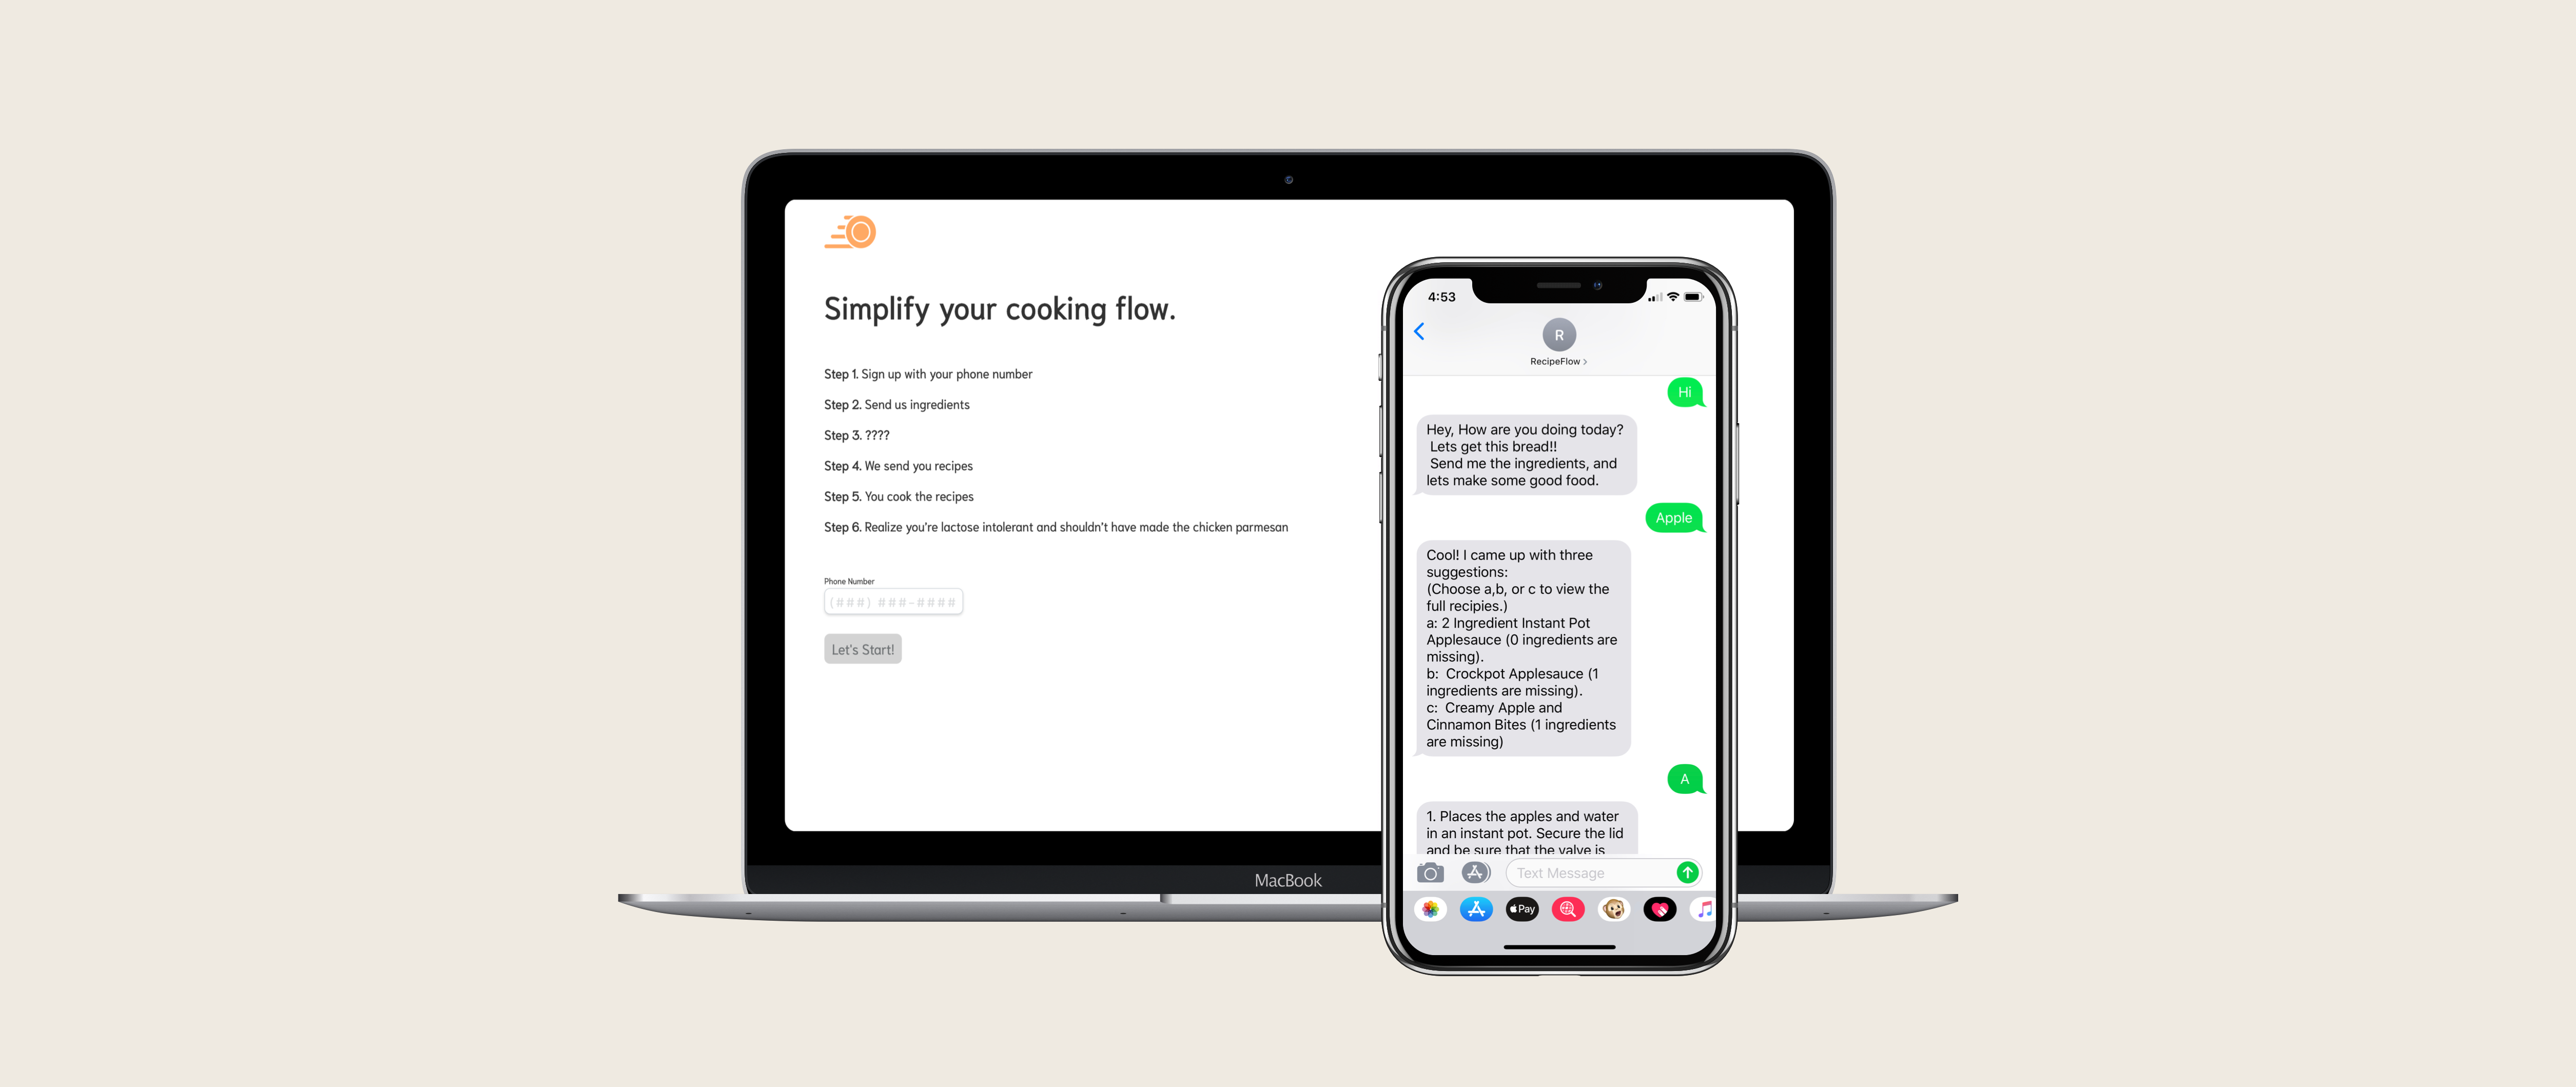 Simplify your cooking flow.
Step 1. Sign up with your phone number
Step 2. Send us ingredients
Step 3. ????
Step 4. We send you recipes
Step 5. You cook the recipes
Step 6. Realize you're lactose intolerant and shouldn't have made the chicken parmesan
Phone Number
(###) ###-####
Let's Start!
MacBook
4:53
R
RecipeFlow
Hi
Hey, How are you doing today?
Lets get this bread!!
Send me the ingredients, and
lets make some good food.
Apple
Cool! I came up with three
suggestions:
(Choose a,b, or c to view the
full recipies.)
a: 2 Ingredient Instant Pot
Applesauce (0 ingredients are
missing).
b:  Crockpot Applesauce (1
ingredients are missing).
c:  Creamy Apple and
Cinnamon Bites (1 ingredients
are missing)
A
1. Places the apples and water
in an instant pot. Secure the lid
and be sure that the valve is
Text Message
Pay